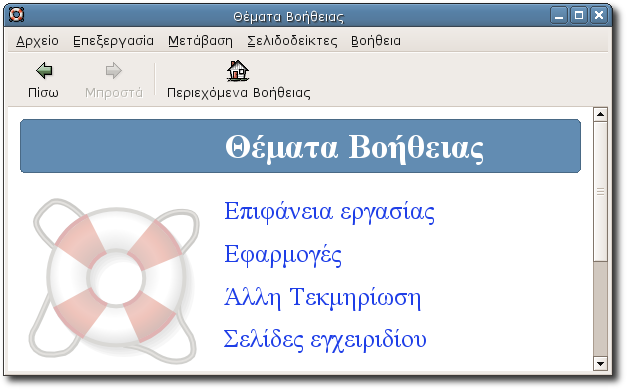 Θέματα Βοήθειας
Αρχείο Επεξεργασία Μετάβαση Σελιδοδείκτες Βοήθεια
Πίσω Μπροστά Περιεχόμενα Βοήθειας
Θέματα Βοήθειας
Επιφάνεια εργασίας
Εφαρμογές
Άλλη Τεκμηρίωση
Σελίδες εγχειριδίου